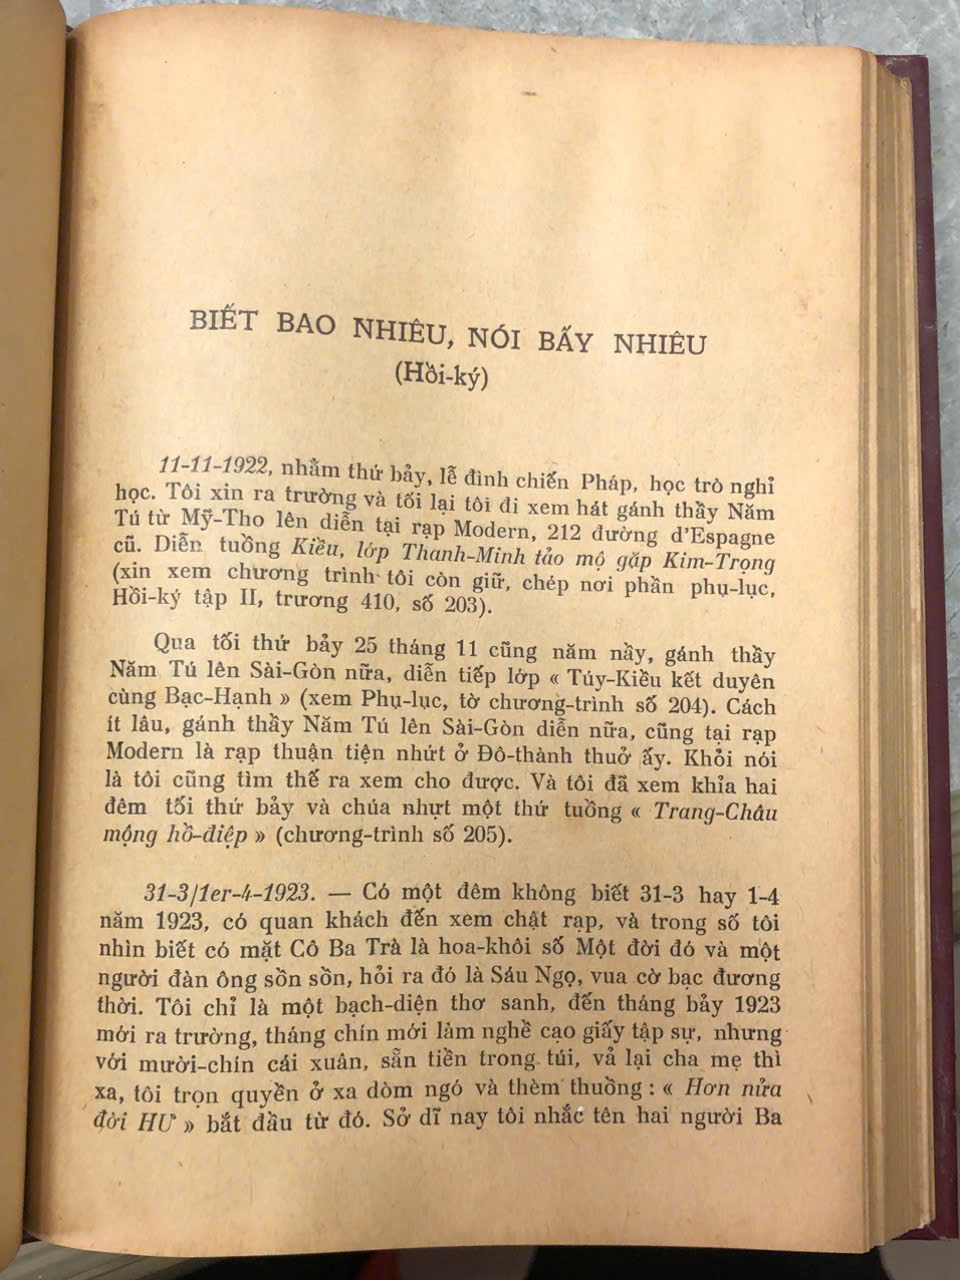 BIẾT BAO NHIÊU, NÓI BẤY NHIÊU
(Hồi-ký)
11-11-1922, nhằm thứ bảy, lễ đình chiến Pháp, học trò nghỉ
học. Tôi xin ra trường và tối lại tôi đi xem hát gánh thầy Năm
Tú từ Mỹ-Tho lên diễn tại rạp Modern, 212 đường d'Espagne
cũ. Diễn tuồng Kiều, lớp Thanh-Minh tảo mộ gặp Kim-Trọng
(xin xem chương trình tôi còn giữ, chép nơi phần phụ-lục,
Hồi-ký tập II, trương 410, số 203).
Qua tối thứ bảy 25 tháng 11 cũng năm nầy, gánh thầy
Năm Tú lên Sài-Gòn nữa, diễn tiếp lớp « Túy-Kiều kết duyên
cùng Bạc-Hạnh » (xem Phụ-lục, tờ chương-trình số 204). Cách
ít lâu, gánh thầy Năm Tú lên Sài-Gòn diễn nữa, cũng tại rạp
Modern là rạp thuận tiện nhứt ở Đô-thành thuở ấy. Khỏi nói
là tôi cũng tìm thế ra xem cho được. Và tôi đã xem khỉa hai
đêm tối thứ bảy và chúa nhựt một thứ tuồng « Trang-Châu
mộng hồ-điệp » (chương-trình số 205).
31-3/1er-4-1923. — Có một đêm không biết 31-3 hay 1-4
năm 1923, có quan khách đến xem chật rạp, và trong số tôi
nhìn biết có mặt Cô Ba Trà là hoa-khôi số Một đời đó và một
người đàn ông sồn sồn, hỏi ra đó là Sáu Ngọ, vua cờ bạc đương
thời. Tôi chỉ là một bạch-diện thơ sanh, đến tháng bảy 1923
mới ra trường, tháng chín mới làm nghề cạo giấy tập sự, nhưng
với mười-chín cái xuân, sẵn tiền trong túi, vả lại cha mẹ thì
xa, tôi trọn quyền ở xa dòm ngó và thèm thuồng : « Hơn nửa
đời HƯ » bắt đầu từ đó. Sở dĩ nay tôi nhắc tên hai người Ba